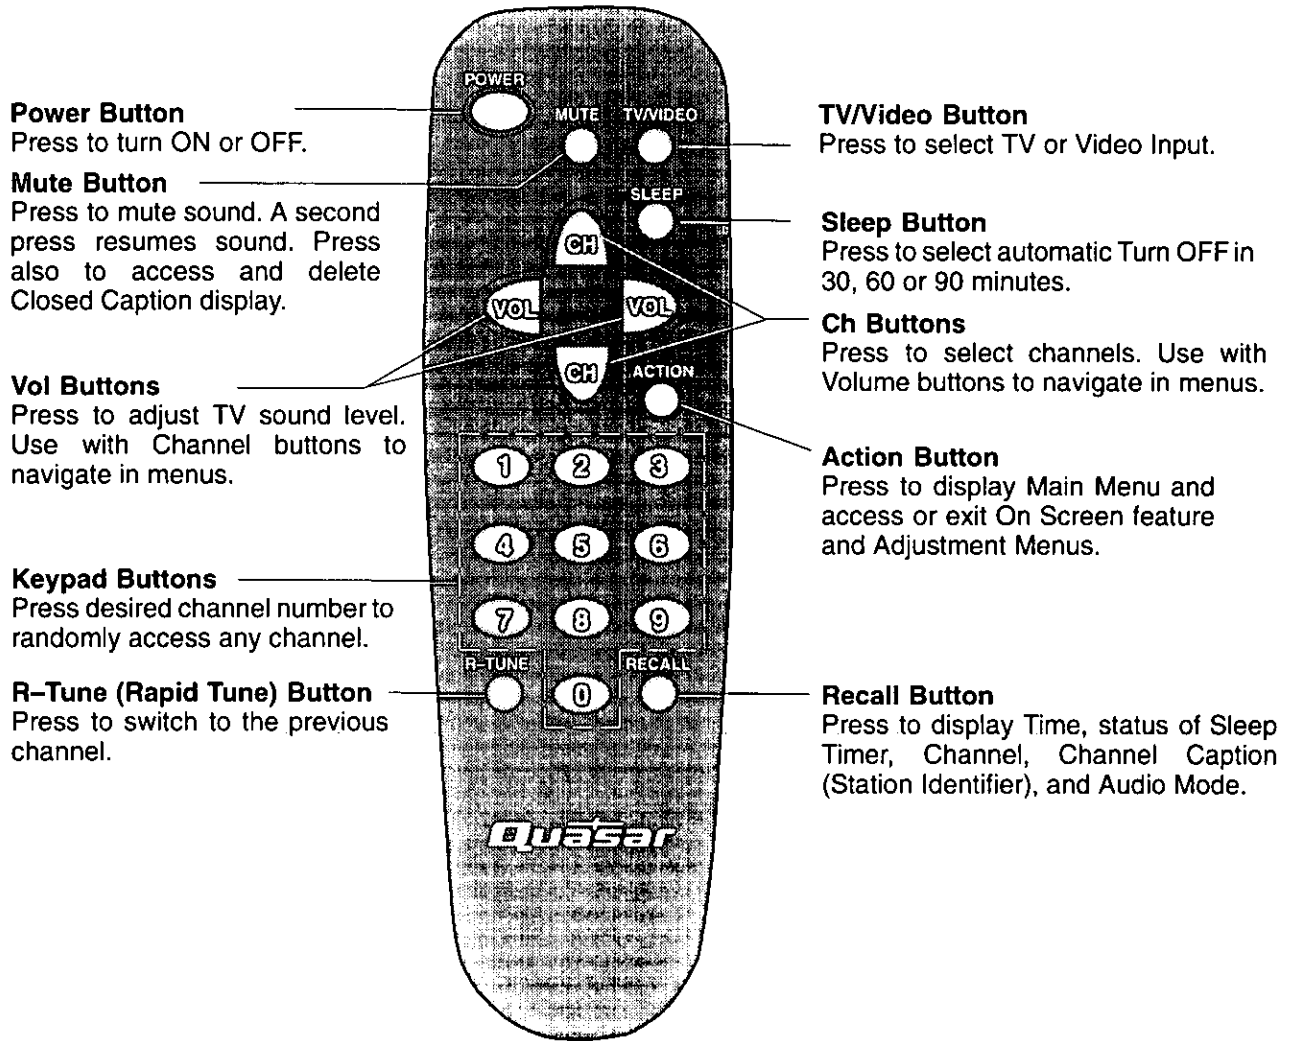 Power Button
Press to turn ON or OFF.
Mute Button
Press to mute sound. A second
press resumes sound. Press
also to access and delete
Closed Caption display.
Vol Buttons
Press to adjust TV sound level.
Use with Channel buttons to
navigate in menus.
Keypad Buttons
Press desired channel number to
randomly access any channel.
R–Tune (Rapid Tune) Button
Press to switch to the previous
channel.
POWER
MUTE TV/VIDEO
SLEEP
CH
VOL VOL
CH
ACTION
1 2 3
4 5 6
7 8 9
R–TUNE RECALL
0
Quasar
TV/Video Button
Press to select TV or Video Input.
Sleep Button
Press to select automatic Turn OFF in
30, 60 or 90 minutes.
Ch Buttons
Press to select channels. Use with
Volume buttons to navigate in menus.
Action Button
Press to display Main Menu and
access or exit On Screen feature
and Adjustment Menus.
Recall Button
Press to display Time, status of Sleep
Timer, Channel, Channel Caption
(Station Identifier), and Audio Mode.